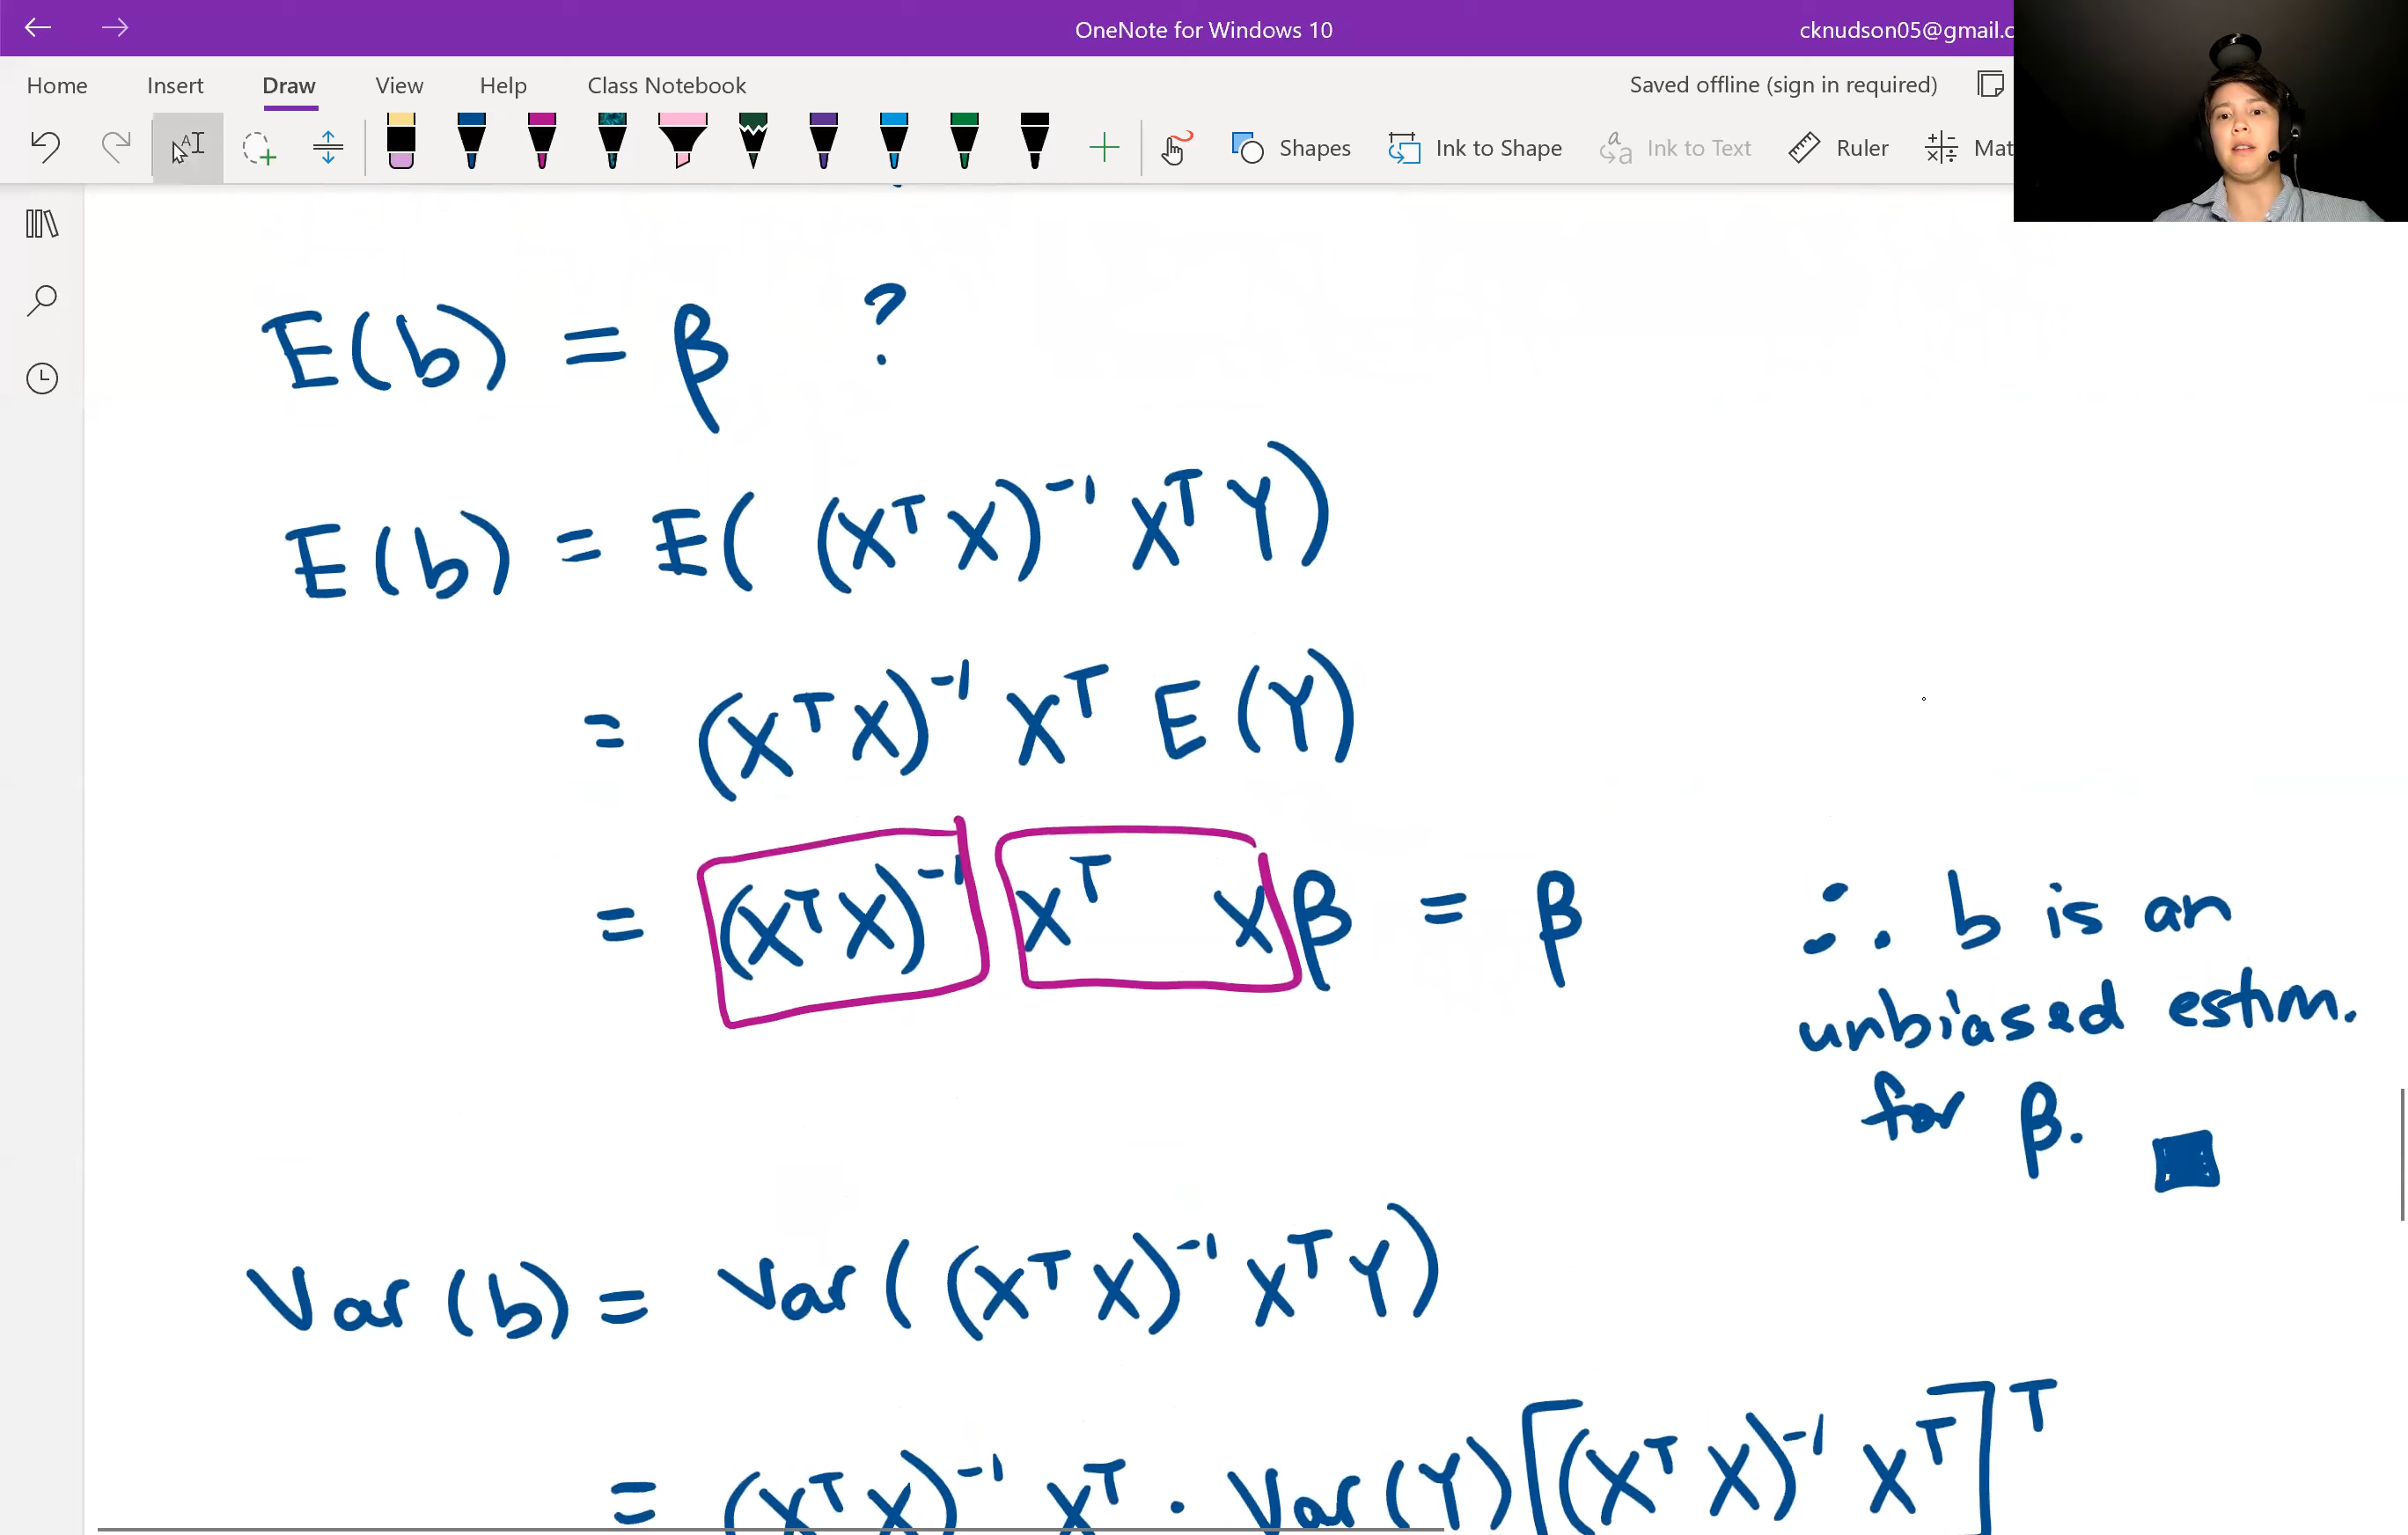 OneNote for Windows 10
cknudson05@gmail.c
Home Insert Draw View Help Class Notebook Saved offline (sign in required)
Shapes Ink to Shape Ink to Text Ruler Mat
E(b) = β ?
E(b) = E( (XᵀX)⁻¹ XᵀY)
= (XᵀX)⁻¹ Xᵀ E(Y)
= (XᵀX)⁻¹ Xᵀ Xβ = β
∴ b is an
unbiased estim.
for β. ■
Var(b) = Var( (XᵀX)⁻¹ XᵀY)
= (XᵀX)⁻¹ Xᵀ · Var(Y) [(XᵀX)⁻¹ Xᵀ]ᵀ